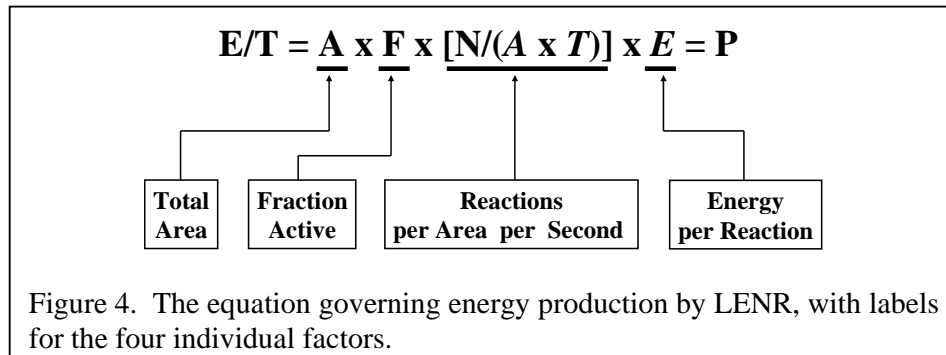 E/T = A x F x [N/(A x T)] x E = P
Total
Area
Fraction
Active
Reactions
per Area per Second
Energy
per Reaction
Figure 4. The equation governing energy production by LENR, with labels
for the four individual factors.